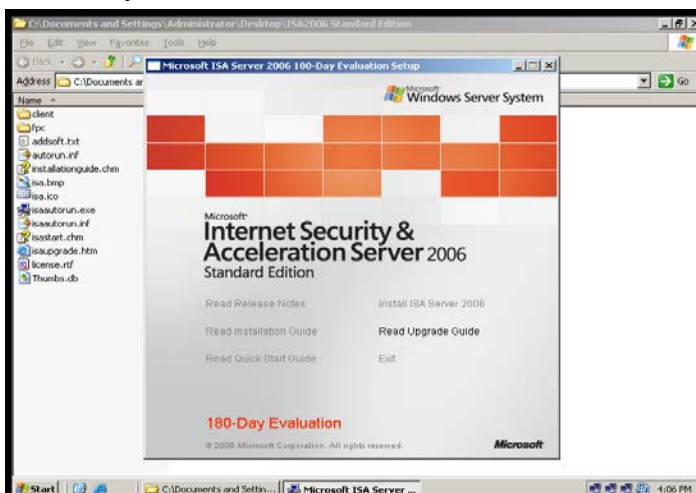 C:\Documents and Settings\Administrator\Desktop\ISA2006 Standard Edition
File Edit View Favorites Tools Help
Back
Address C:\Documents ar
Go
Name
client
fpc
addsoft.txt
autorun.inf
installationguide.chm
isa.bmp
isa.ico
isaautorun.exe
isaautorun.inf
isastart.chm
isaupgrade.htm
license.rtf
Thumbs.db
Microsoft ISA Server 2006 180-Day Evaluation Setup
Microsoft
Windows Server System
Microsoft
Internet Security &
Acceleration Server 2006
Standard Edition
Read Release Notes
Install ISA Server 2006
Read Installation Guide
Read Upgrade Guide
Read Quick Start Guide
Exit
180-Day Evaluation
© 2006 Microsoft Corporation. All rights reserved.
Microsoft
Start
C:\Documents and Settin...
Microsoft ISA Server ...
4:06 PM